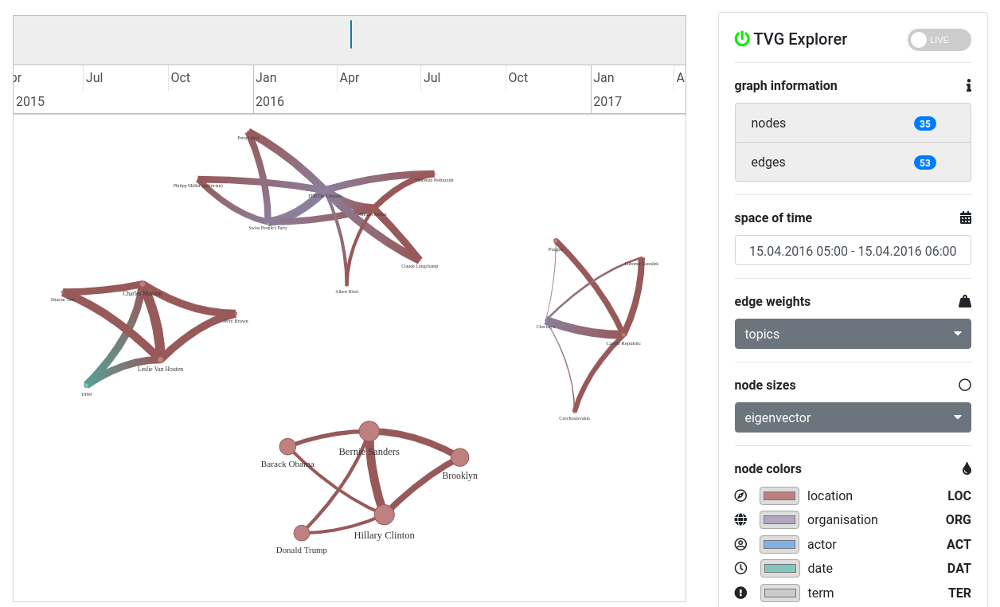 TVG Explorer
LIVE
pr
Jul
Oct
Jan
Apr
Jul
Oct
Jan
A
2015
2016
2017
graph information
nodes
35
edges
53
space of time
15.04.2016 05:00 - 15.04.2016 06:00
edge weights
topics
node sizes
eigenvector
node colors
location
LOC
organisation
ORG
actor
ACT
date
DAT
term
TER
Swiss People's Party
Claude Longchamp
Albert Rösti
Charles Manson
Leslie Van Houten
Jerry Brown
1969
Czech Republic
Czechoslovakia
Bernie Sanders
Barack Obama
Brooklyn
Hillary Clinton
Donald Trump